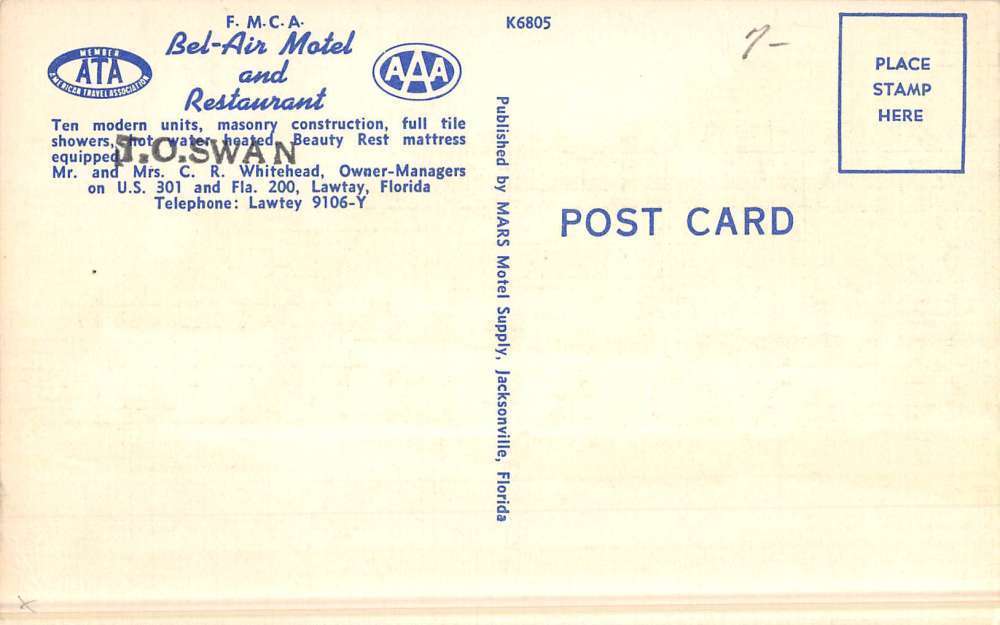 F. M. C. A.
Bel-Air Motel
and
Restaurant
MEMBER
ATA
AMERICAN TRAVEL ASSOCIATION
AAA
Ten modern units, masonry construction, full tile
showers, hot water heated, Beauty Rest mattress
equipped.
T.O.SWAN
Mr. and Mrs. C. R. Whitehead, Owner-Managers
on U.S. 301 and Fla. 200, Lawtay, Florida
Telephone: Lawtey 9106-Y
K6805
Published by MARS Motel Supply, Jacksonville, Florida
7-
PLACE
STAMP
HERE
POST CARD
x